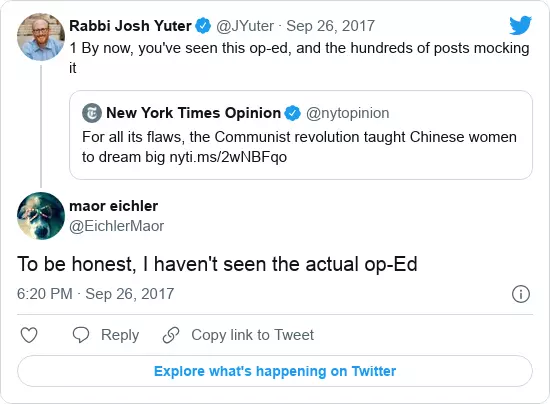 Rabbi Josh Yuter @JYuter · Sep 26, 2017
1 By now, you've seen this op-ed, and the hundreds of posts mocking
it
New York Times Opinion @nytopinion
For all its flaws, the Communist revolution taught Chinese women
to dream big nyti.ms/2wNBFqo
maor eichler
@EichlerMaor
To be honest, I haven't seen the actual op-Ed
6:20 PM · Sep 26, 2017
Reply Copy link to Tweet
Explore what's happening on Twitter